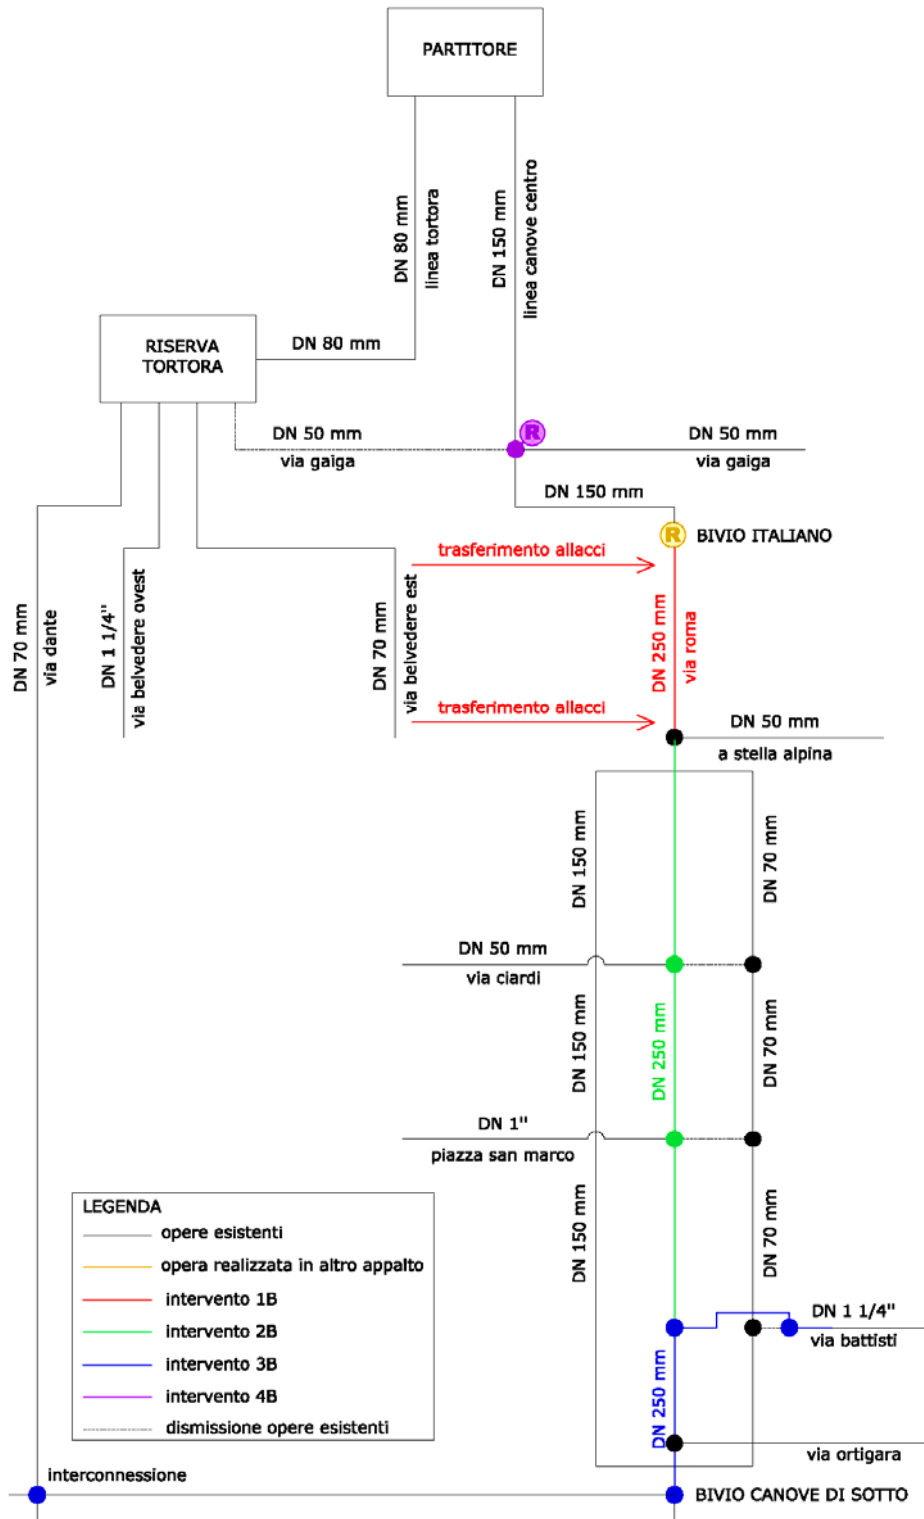 PARTITORE
DN 80 mm
linea tortora
DN 150 mm
linea canove centro
RISERVA
TORTORA
DN 80 mm
DN 50 mm
via gaiga
R
DN 50 mm
via gaiga
DN 150 mm
R
BIVIO ITALIANO
trasferimento allacci
DN 70 mm
via dante
DN 1 1/4"
via belvedere ovest
DN 70 mm
via belvedere est
DN 250 mm
via roma
trasferimento allacci
DN 50 mm
a stella alpina
DN 150 mm
DN 70 mm
DN 50 mm
via ciardi
DN 150 mm
DN 250 mm
DN 70 mm
DN 1"
piazza san marco
DN 150 mm
DN 70 mm
LEGENDA
opere esistenti
opera realizzata in altro appalto
intervento 1B
intervento 2B
intervento 3B
intervento 4B
dismissione opere esistenti
DN 1 1/4"
via battisti
DN 250 mm
via ortigara
interconnessione
BIVIO CANOVE DI SOTTO